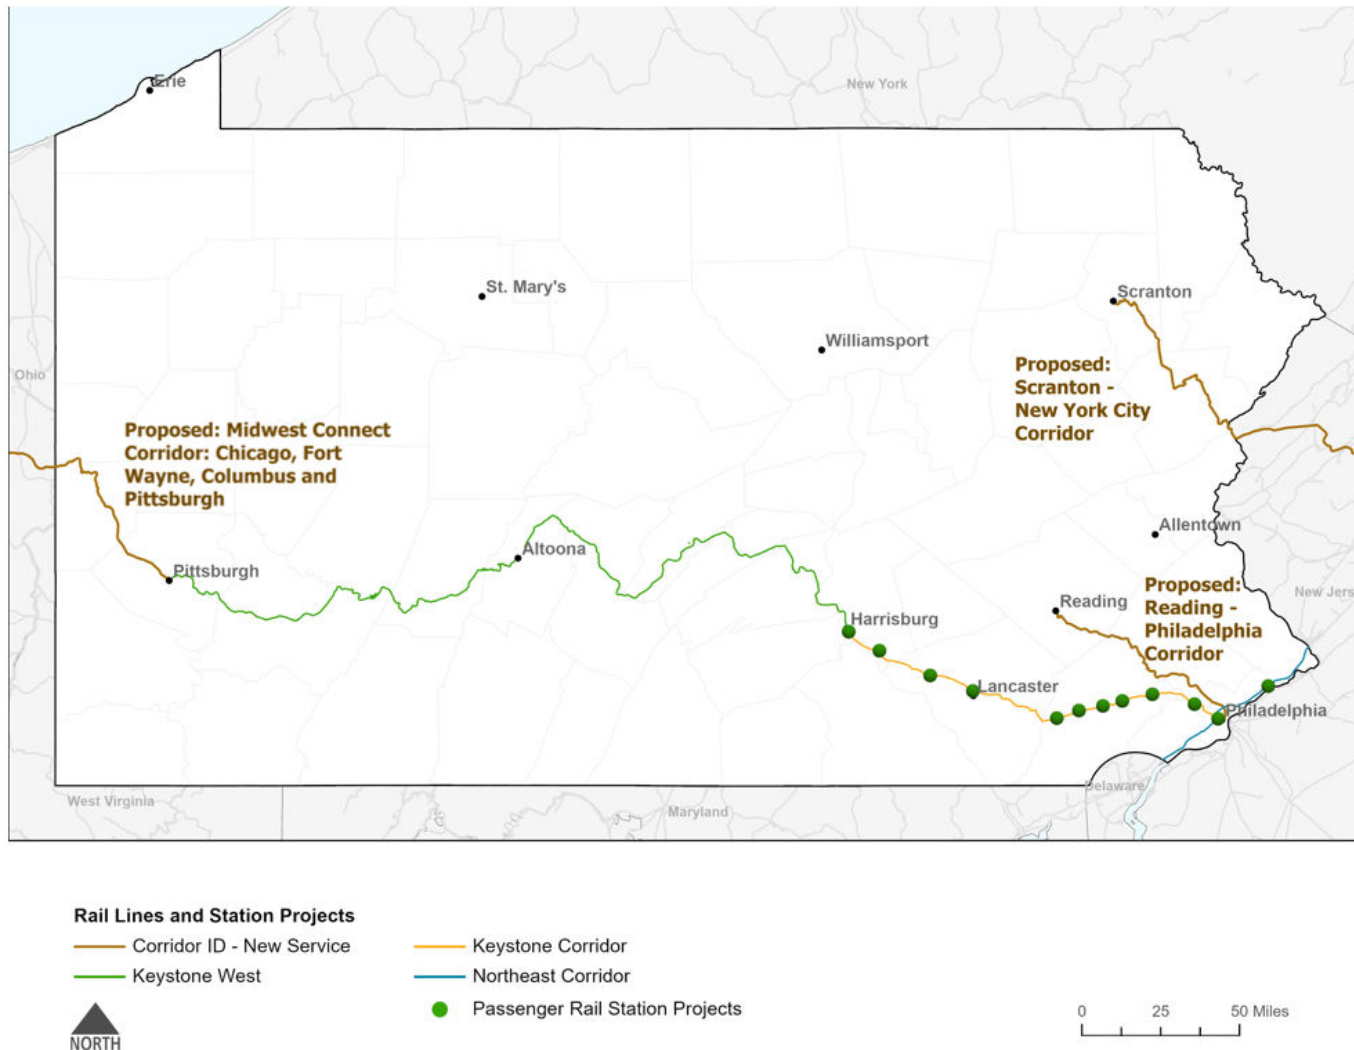 Erie
New York
St. Mary's
Scranton
Williamsport
Ohio
Proposed:
Scranton -
New York City
Corridor
Proposed: Midwest Connect
Corridor: Chicago, Fort
Wayne, Columbus and
Pittsburgh
Allentown
Altoona
Pittsburgh
Proposed:
Reading -
Philadelphia
Corridor
New Jers
Reading
Harrisburg
Lancaster
Philadelphia
West Virginia
Maryland
Delaware
Rail Lines and Station Projects
Corridor ID - New Service
Keystone Corridor
Keystone West
Northeast Corridor
Passenger Rail Station Projects
NORTH
0 25 50 Miles